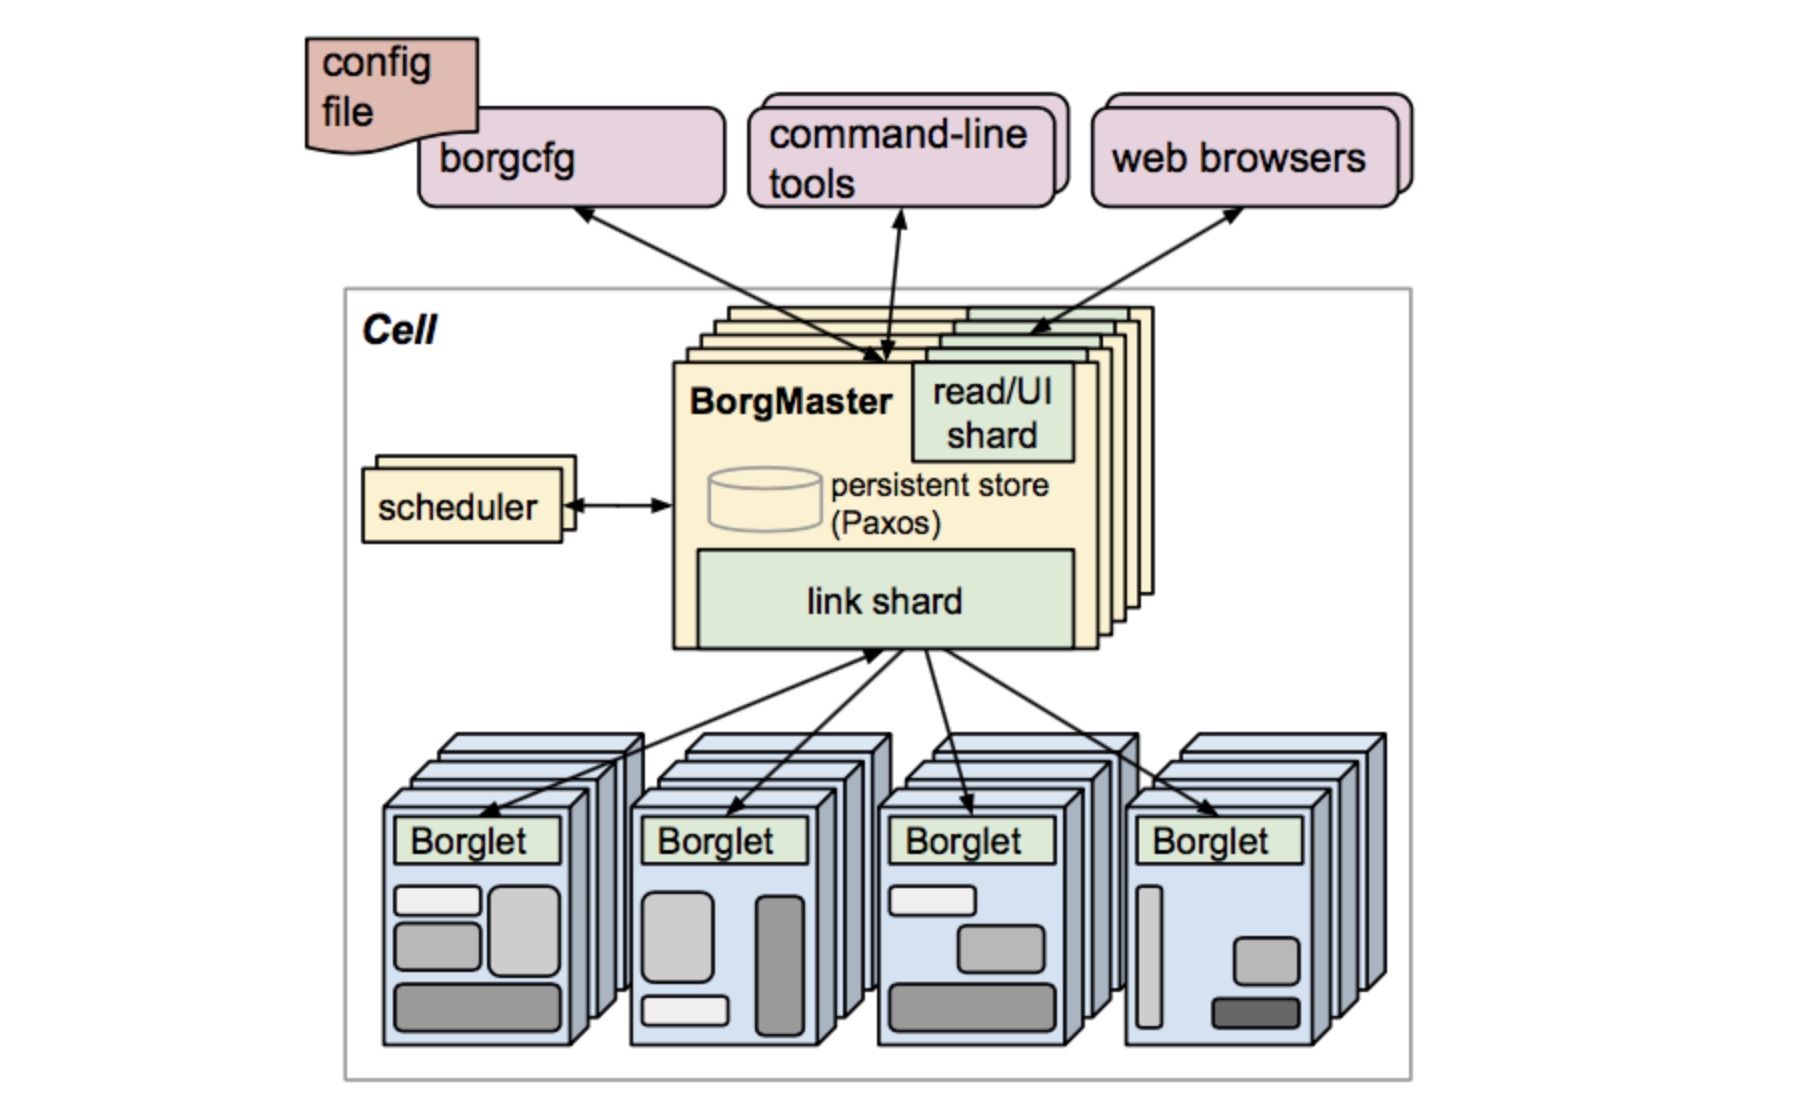 config
file
borgcfg
command-line
tools
web browsers
Cell
BorgMaster
read/UI
shard
scheduler
persistent store
(Paxos)
link shard
Borglet
Borglet
Borglet
Borglet